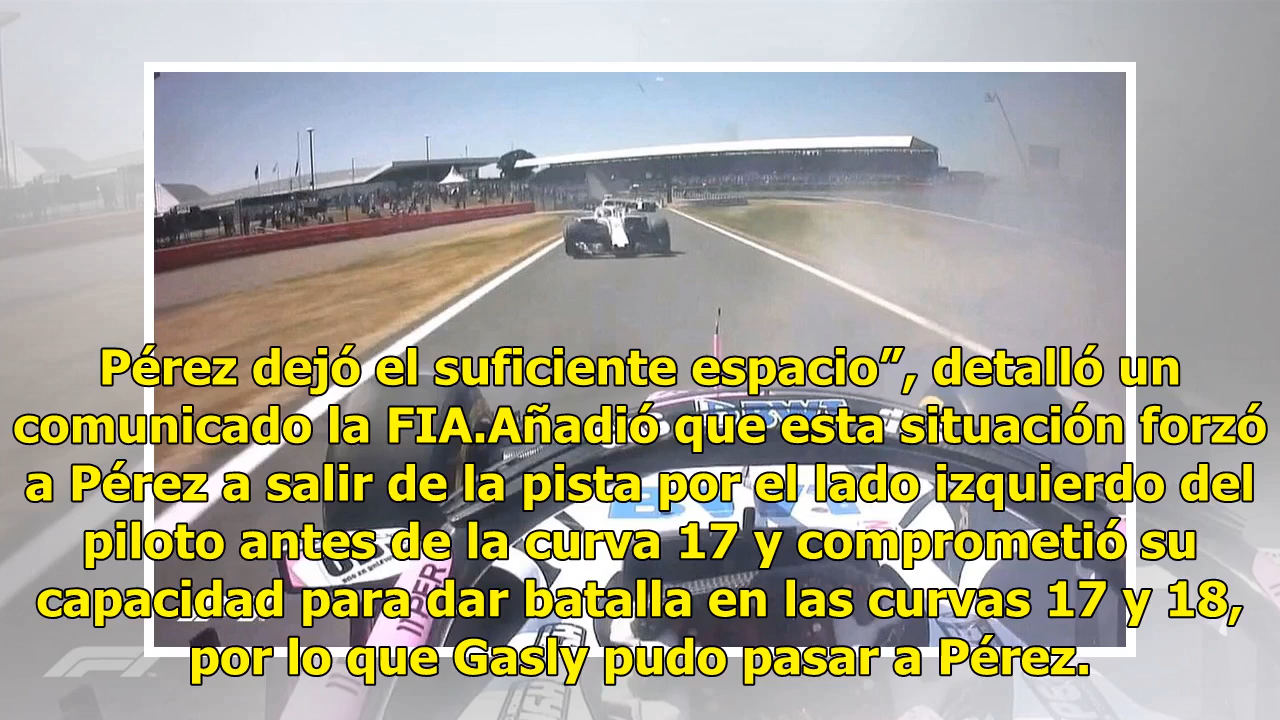 Pérez dejó el suficiente espacio”, detalló un
comunicado la FIA.Añadió que esta situación forzó
a Pérez a salir de la pista por el lado izquierdo del
piloto antes de la curva 17 y comprometió su
capacidad para dar batalla en las curvas 17 y 18,
por lo que Gasly pudo pasar a Pérez.